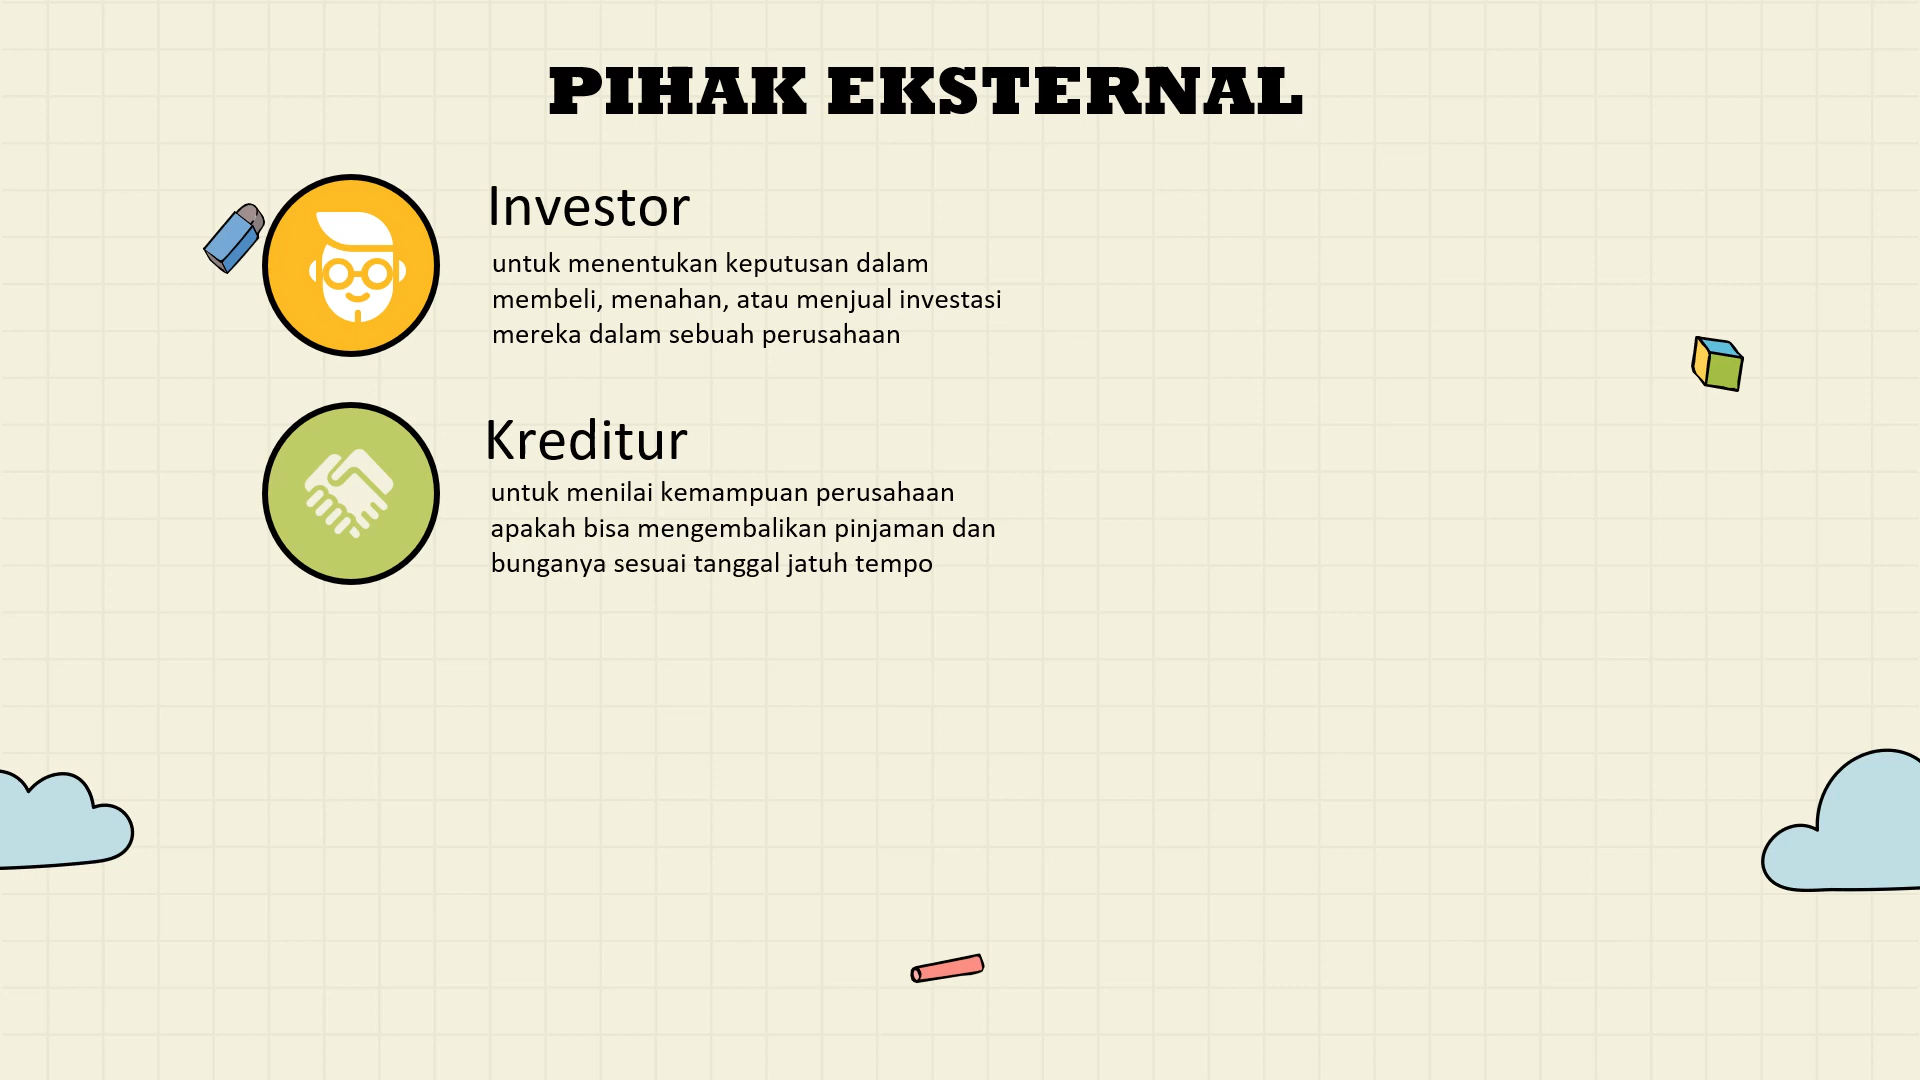 PIHAK EKSTERNAL
Investor
untuk menentukan keputusan dalam
membeli, menahan, atau menjual investasi
mereka dalam sebuah perusahaan
Kreditur
untuk menilai kemampuan perusahaan
apakah bisa mengembalikan pinjaman dan
bunganya sesuai tanggal jatuh tempo